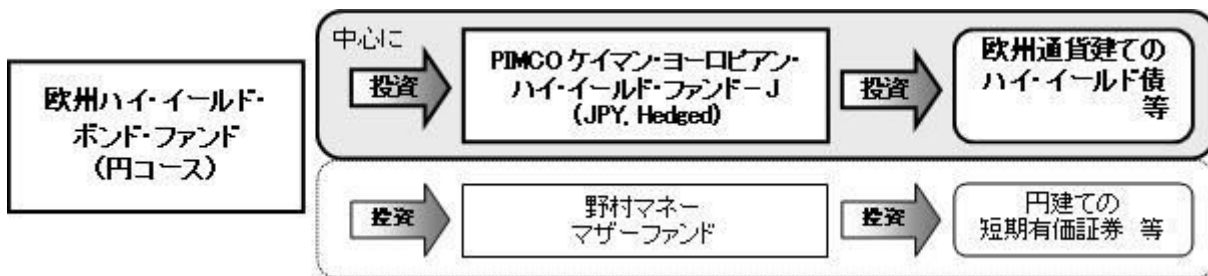 欧州ハイ・イールド・
ボンド・ファンド
(円コース)
中心に
投資
PIMCO ケイマン・ヨーロピアン・
ハイ・イールド・ファンド－J
(JPY, Hedged)
投資
欧州通貨建ての
ハイ・イールド債
等
投資
野村マネー
マザーファンド
投資
円建ての
短期有価証券 等